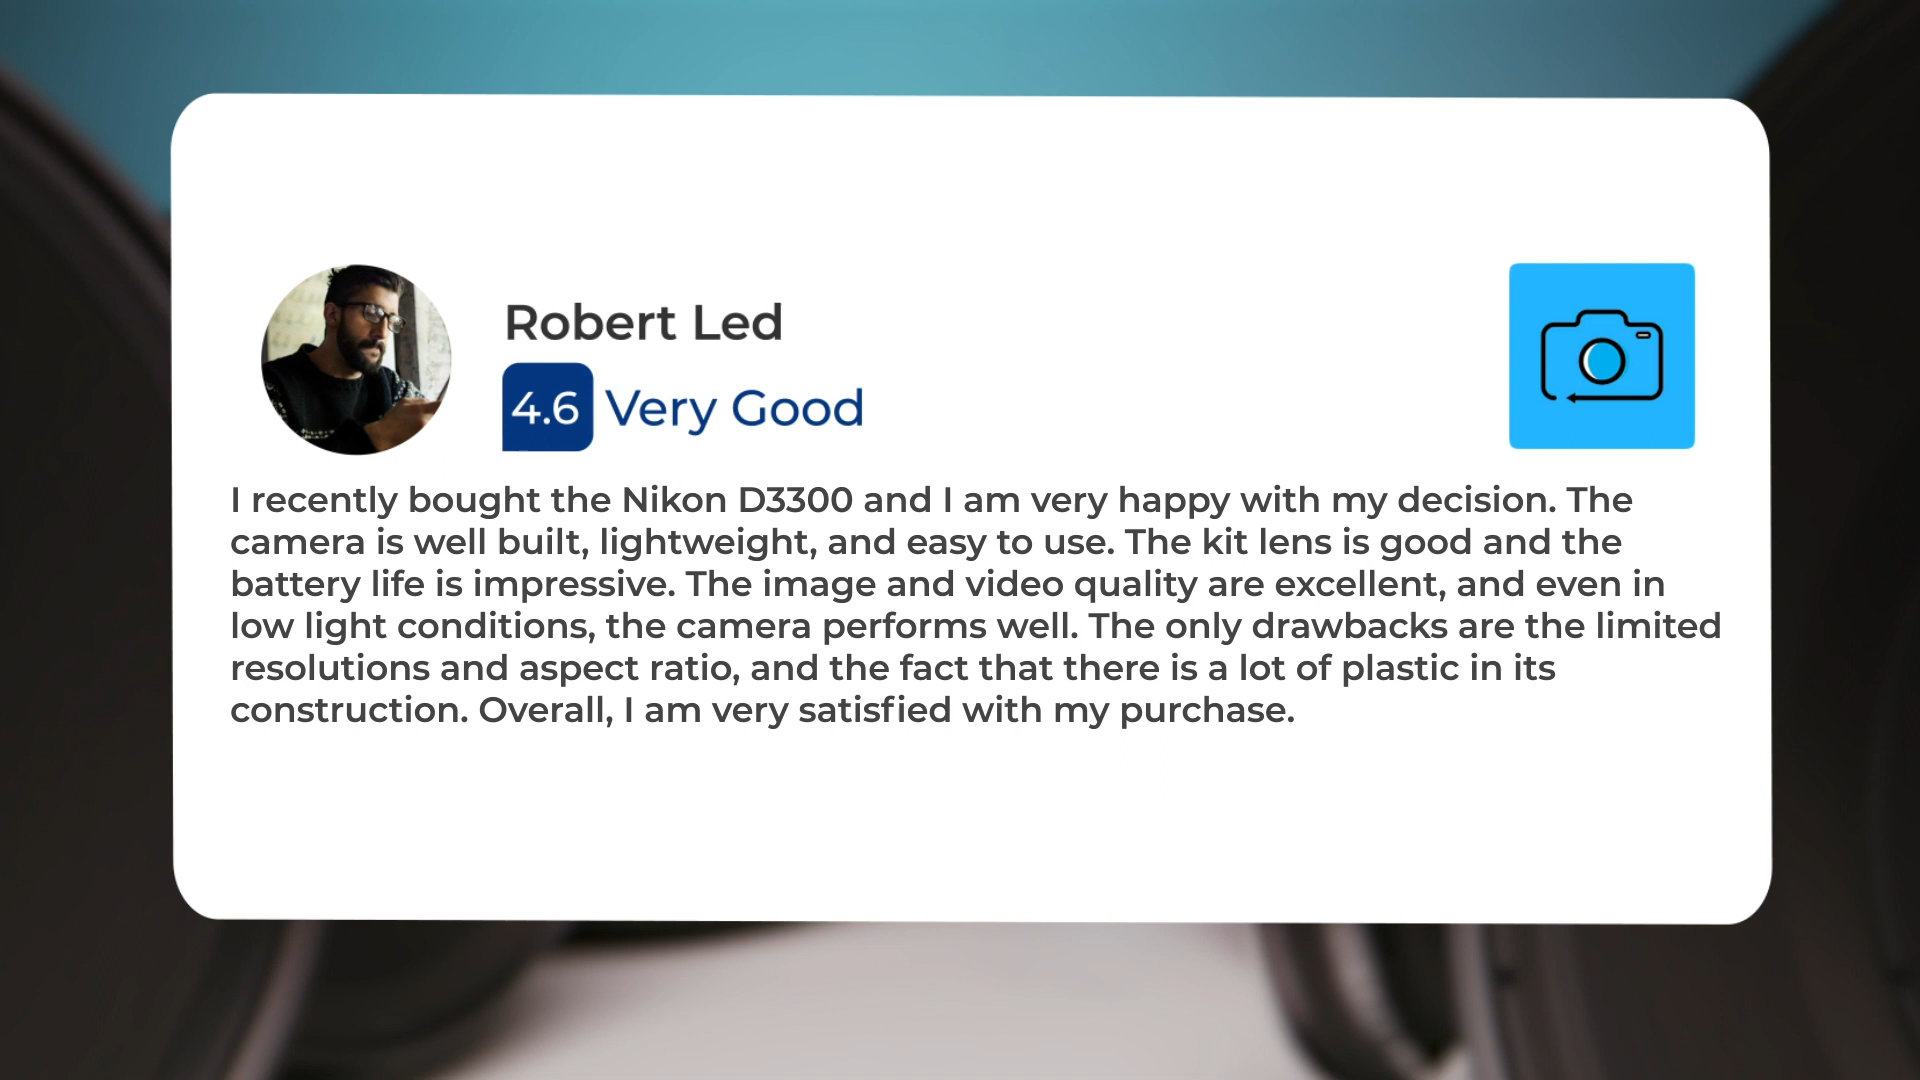 Robert Led
4.6 Very Good
I recently bought the Nikon D3300 and I am very happy with my decision. The
camera is well built, lightweight, and easy to use. The kit lens is good and the
battery life is impressive. The image and video quality are excellent, and even in
low light conditions, the camera performs well. The only drawbacks are the limited
resolutions and aspect ratio, and the fact that there is a lot of plastic in its
construction. Overall, I am very satisfied with my purchase.